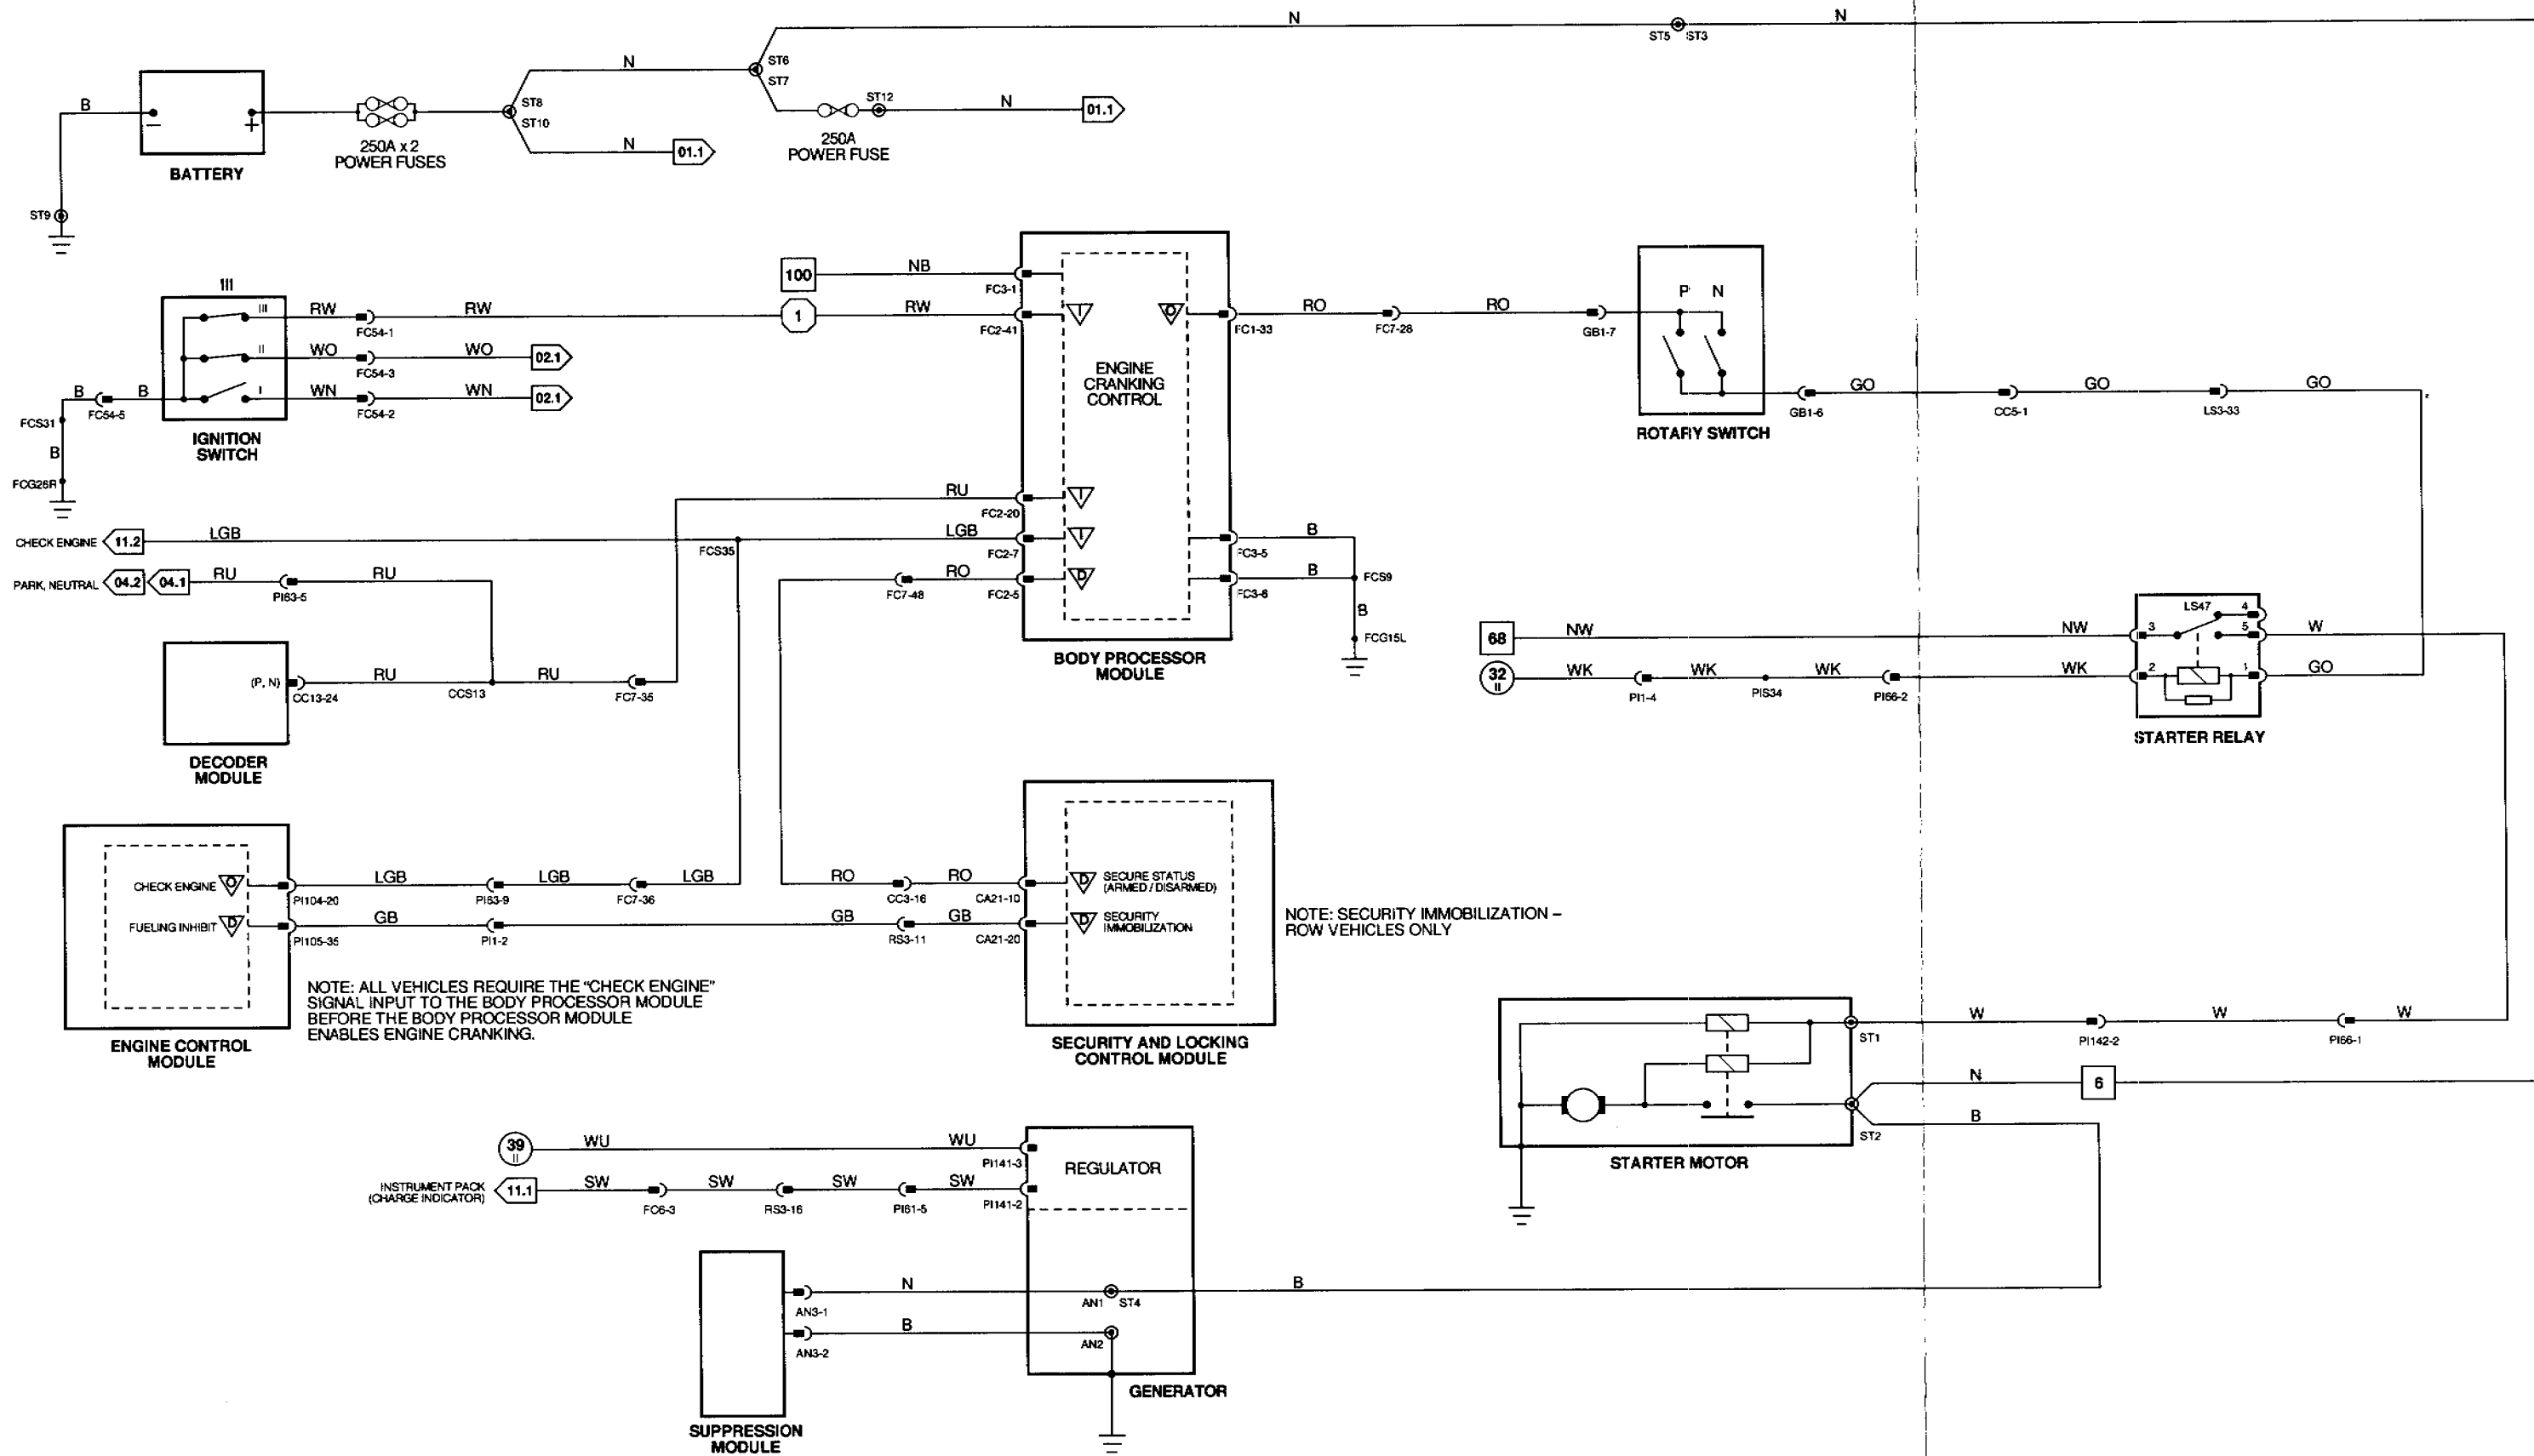 N
N
ST5
ST3
B
−
+
BATTERY
250A x 2
POWER FUSES
ST8
ST10
N
N
01.1
ST6
ST7
ST12
N
01.1
250A
POWER FUSE
ST9
III
III
II
I
RW
FC54-1
RW
1
RW
FC2-41
WO
FC54-3
WO
02.1
WN
FC54-2
WN
02.1
B
FC54-5
B
FCS31
B
FCG26R
IGNITION
SWITCH
100
NB
FC3-1
I
O
ENGINE
CRANKING
CONTROL
FC1-33
RO
FC7-28
RO
GB1-7
P
N
ROTARY SWITCH
GB1-6
GO
CC5-1
GO
LS3-33
GO
RU
FC2-20
I
CHECK ENGINE
11.2
LGB
FCS35
LGB
FC2-7
I
PARK, NEUTRAL
04.2
04.1
RU
PI63-5
RU
FC7-48
RO
FC2-5
D
FC3-5
B
FC3-6
B
FCS9
B
FCG15L
BODY PROCESSOR
MODULE
(P, N)
CC13-24
RU
CCS13
RU
FC7-35
DECODER
MODULE
68
NW
NW
3
LS47
4
5
W
32
II
WK
PI1-4
WK
PIS34
WK
PI66-2
WK
2
1
GO
STARTER RELAY
CHECK ENGINE
O
PI104-20
LGB
PI63-9
LGB
FC7-36
LGB
FUELING INHIBIT
D
PI105-35
GB
PI1-2
GB
RS3-11
GB
CA21-20
RO
CC3-16
RO
CA21-10
D
SECURE STATUS
(ARMED / DISARMED)
D
SECURITY
IMMOBILIZATION
NOTE: SECURITY IMMOBILIZATION –
ROW VEHICLES ONLY
NOTE: ALL VEHICLES REQUIRE THE "CHECK ENGINE"
SIGNAL INPUT TO THE BODY PROCESSOR MODULE
BEFORE THE BODY PROCESSOR MODULE
ENABLES ENGINE CRANKING.
ENGINE CONTROL
MODULE
SECURITY AND LOCKING
CONTROL MODULE
ST1
W
PI142-2
W
PI66-1
W
N
6
B
ST2
STARTER MOTOR
39
II
WU
WU
PI141-3
REGULATOR
INSTRUMENT PACK
(CHARGE INDICATOR)
11.1
SW
FC6-3
SW
RS3-16
SW
PI61-5
SW
PI141-2
AN3-1
N
AN1
ST4
B
AN3-2
B
AN2
GENERATOR
SUPPRESSION
MODULE